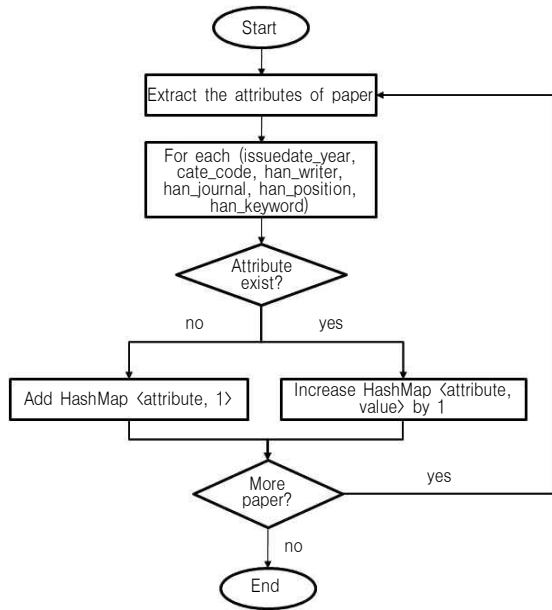 Start
Extract the attributes of paper
For each (issuedate_year,
cate_code, han_writer,
han_journal, han_position,
han_keyword)
Attribute
exist?
no
yes
Add HashMap <attribute, 1>
Increase HashMap <attribute,
value> by 1
More
paper?
yes
no
End